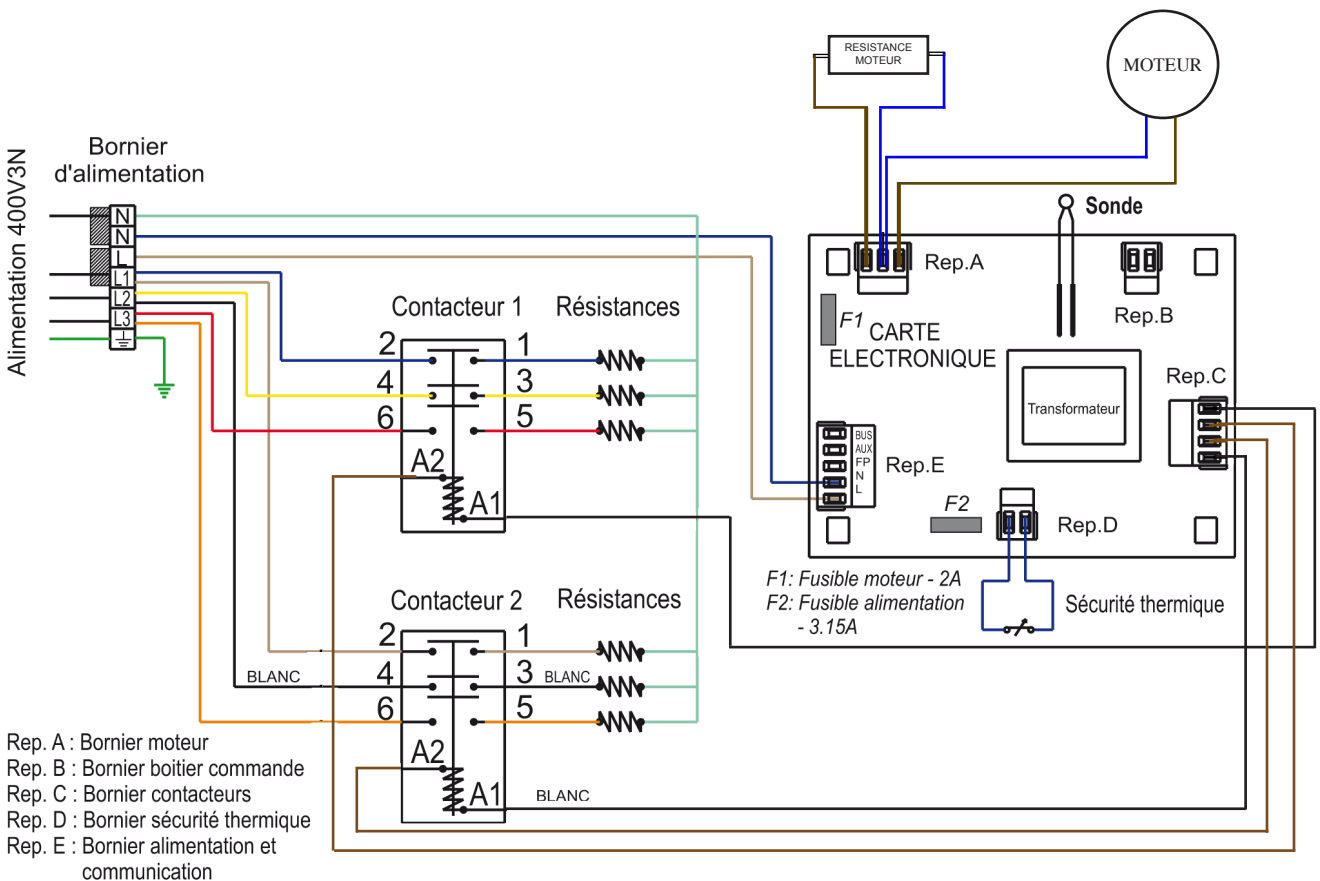 RESISTANCE
MOTEUR
MOTEUR
Alimentation 400V3N
Bornier
d'alimentation
N
N
L
L1
L2
L3
Sonde
Rep.A
Rep.B
F1
CARTE
ELECTRONIQUE
Transformateur
Rep.C
BUS
AUX
FP
N
L
Rep.E
F2
Rep.D
F1: Fusible moteur - 2A
F2: Fusible alimentation
- 3.15A
Sécurité thermique
Contacteur 1
Résistances
2
1
4
3
6
5
A2
A1
Contacteur 2
Résistances
2
1
4
3
6
5
BLANC
BLANC
A2
A1
BLANC
Rep. A : Bornier moteur
Rep. B : Bornier boitier commande
Rep. C : Bornier contacteurs
Rep. D : Bornier sécurité thermique
Rep. E : Bornier alimentation et
communication